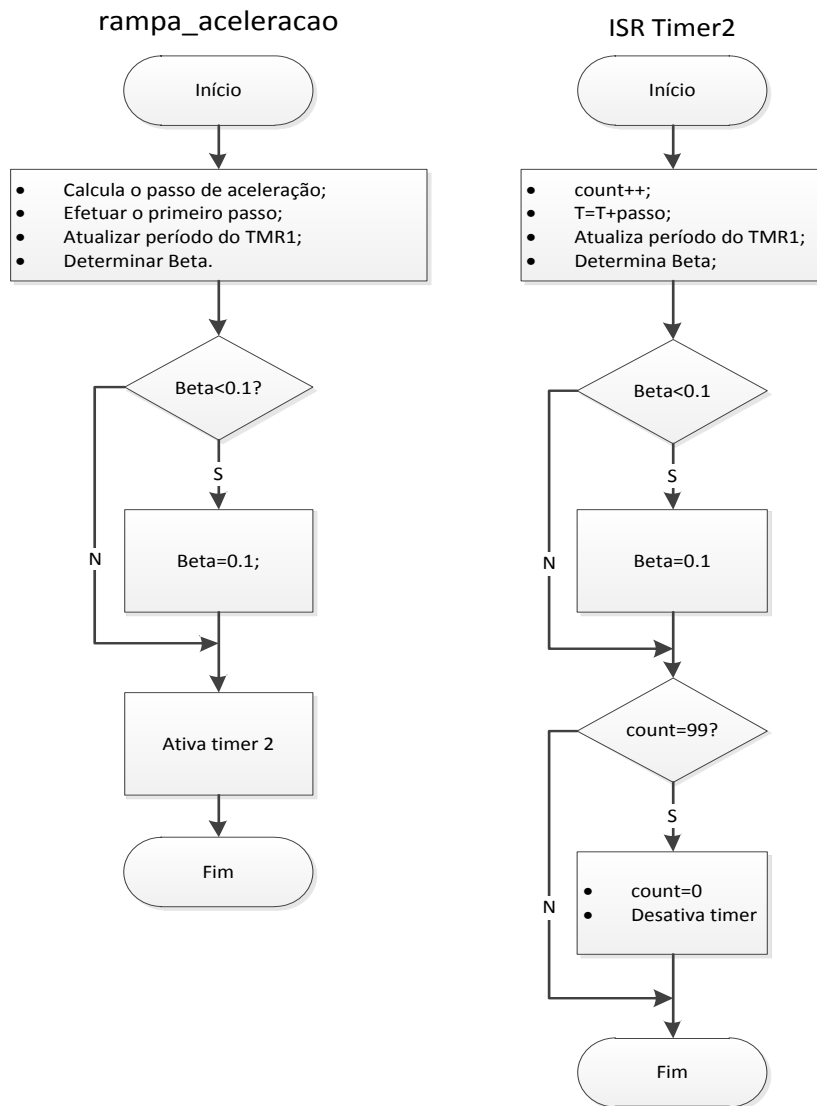 rampa_aceleracao
Início
• Calcula o passo de aceleração;
• Efetuar o primeiro passo;
• Atualizar período do TMR1;
• Determinar Beta.
Beta<0.1?
S
N
Beta=0.1;
Ativa timer 2
Fim
ISR Timer2
Início
• count++;
• T=T+passo;
• Atualiza período do TMR1;
• Determina Beta;
Beta<0.1
S
N
Beta=0.1
count=99?
S
N
• count=0
• Desativa timer
Fim